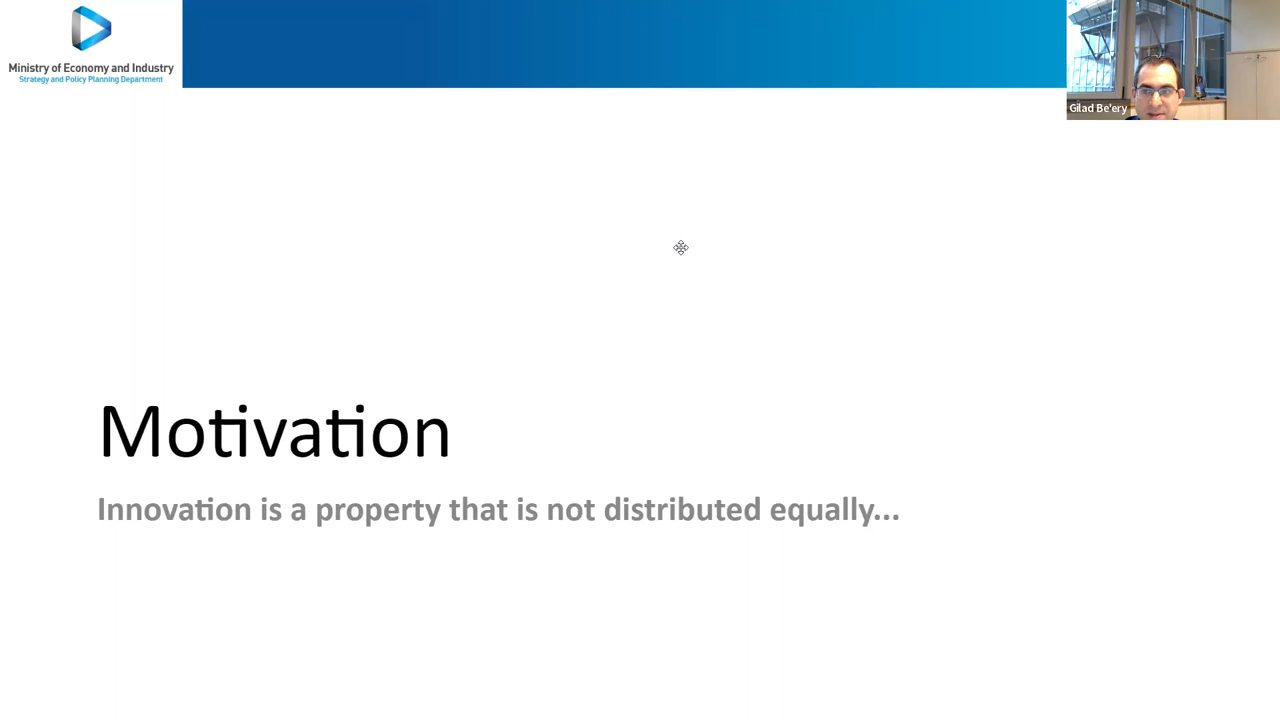 Ministry of Economy and Industry
Strategy and Policy Planning Department
Gilad Be'ery
Motivation
Innovation is a property that is not distributed equally...